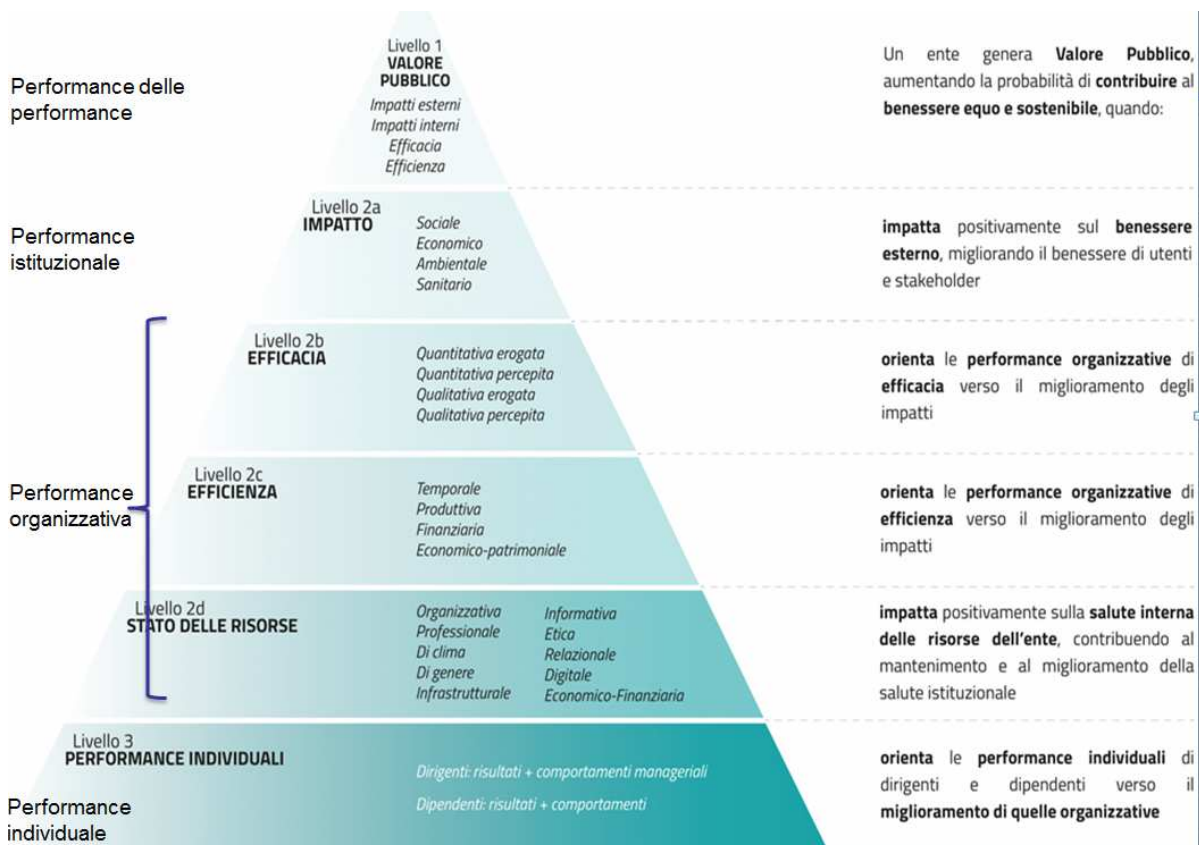 Performance delle
performance
Livello 1
VALORE
PUBBLICO
Impatti esterni
Impatti interni
Efficacia
Efficienza
Un ente genera Valore Pubblico,
aumentando la probabilità di contribuire al
benessere equo e sostenibile, quando:
Performance
istituzionale
Livello 2a
IMPATTO
Sociale
Economico
Ambientale
Sanitario
impatta positivamente sul benessere
esterno, migliorando il benessere di utenti
e stakeholder
Performance
organizzativa
Livello 2b
EFFICACIA
Quantitativa erogata
Quantitativa percepita
Qualitativa erogata
Qualitativa percepita
orienta le performance organizzative di
efficacia verso il miglioramento degli
impatti
Livello 2c
EFFICIENZA
Temporale
Produttiva
Finanziaria
Economico-patrimoniale
orienta le performance organizzative di
efficienza verso il miglioramento degli
impatti
Livello 2d
STATO DELLE RISORSE
Organizzativa
Professionale
Di clima
Di genere
Infrastrutturale
Informativa
Etica
Relazionale
Digitale
Economico-Finanziaria
impatta positivamente sulla salute interna
delle risorse dell'ente, contribuendo al
mantenimento e al miglioramento della
salute istituzionale
Livello 3
PERFORMANCE INDIVIDUALI
Dirigenti: risultati + comportamenti manageriali
Dipendenti: risultati + comportamenti
Performance
individuale
orienta le performance individuali di
dirigenti e dipendenti verso il
miglioramento di quelle organizzative